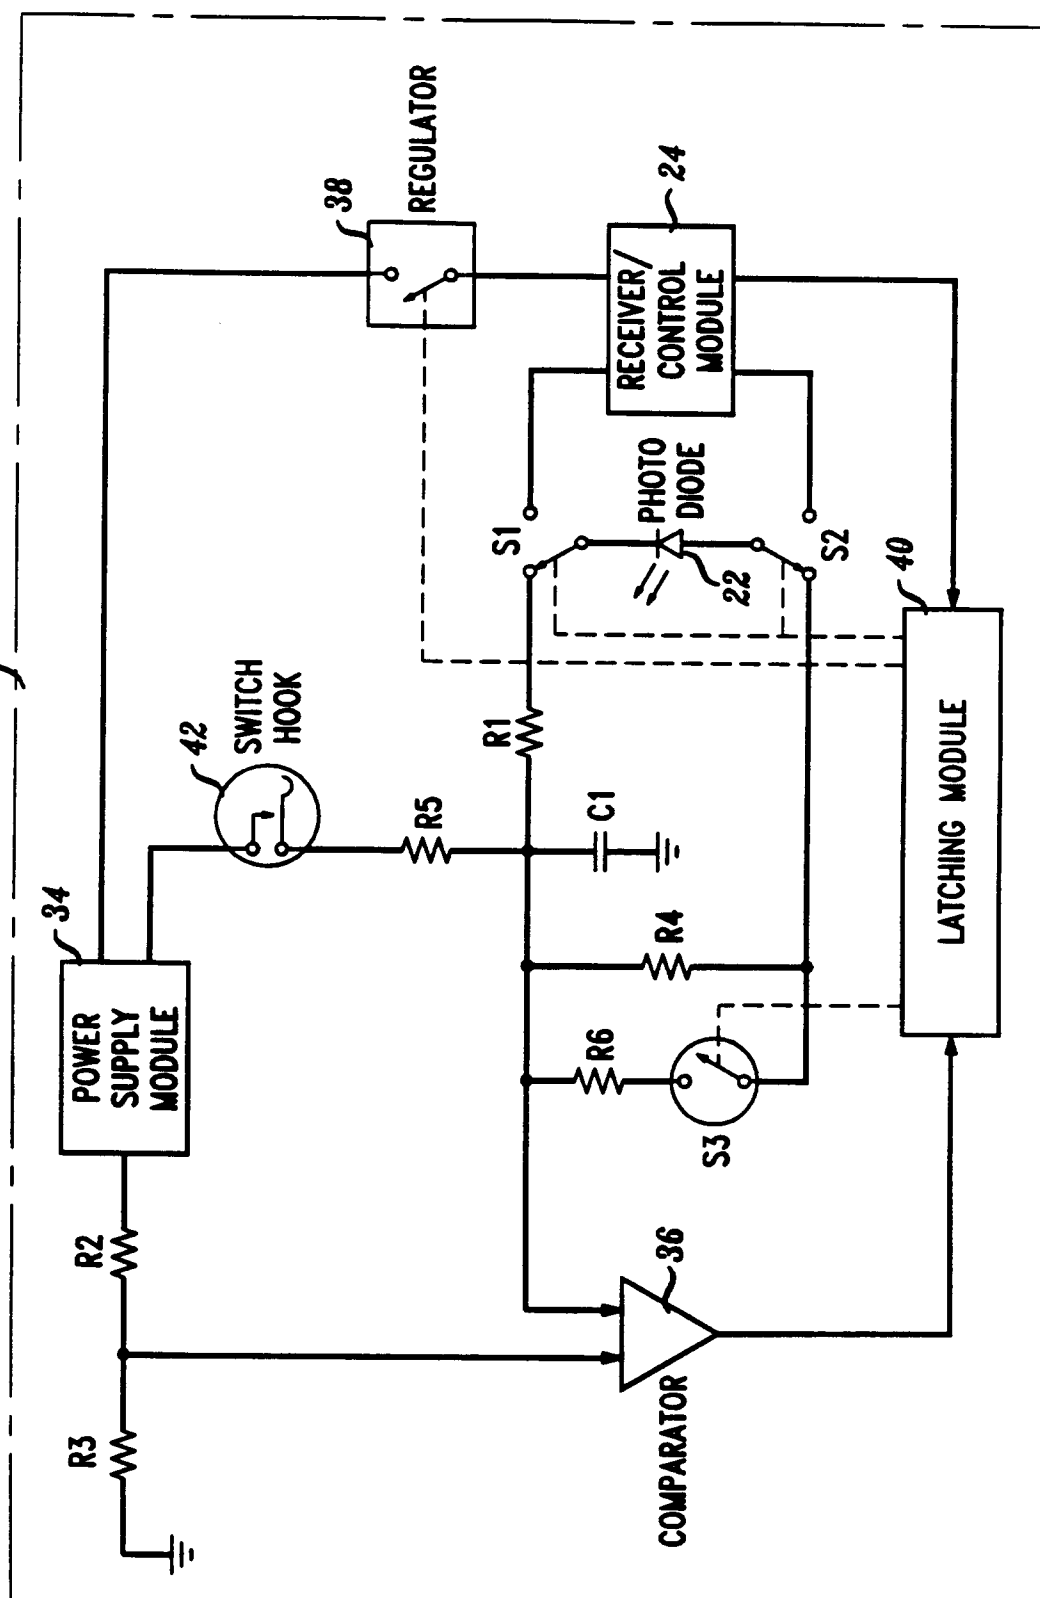 38
REGULATOR
24
RECEIVER/
CONTROL
MODULE
S1
PHOTO
DIODE
22
S2
40
LATCHING MODULE
42
SWITCH
HOOK
R1
R5
C1
34
POWER
SUPPLY
MODULE
R4
R6
S3
R2
36
COMPARATOR
R3